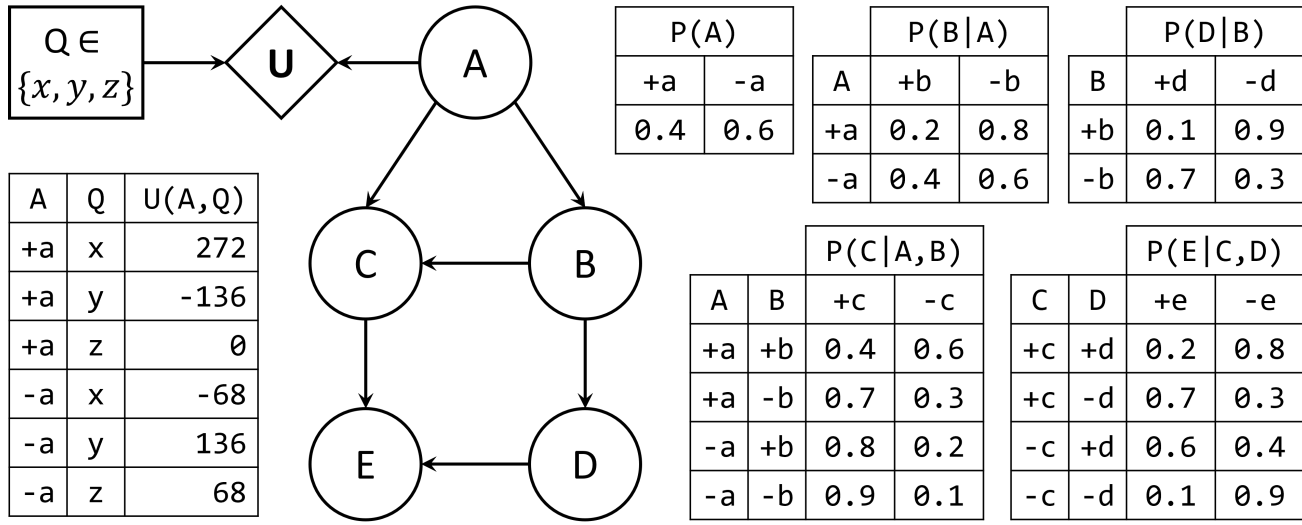 Q ∈
{x, y, z}
U
A
C
B
E
D
A Q U(A,Q)
+a x 272
+a y -136
+a z 0
-a x -68
-a y 136
-a z 68
P(A)
+a -a
0.4 0.6
P(B|A)
A +b -b
+a 0.2 0.8
-a 0.4 0.6
P(D|B)
B +d -d
+b 0.1 0.9
-b 0.7 0.3
P(C|A,B)
A B +c -c
+a +b 0.4 0.6
+a -b 0.7 0.3
-a +b 0.8 0.2
-a -b 0.9 0.1
P(E|C,D)
C D +e -e
+c +d 0.2 0.8
+c -d 0.7 0.3
-c +d 0.6 0.4
-c -d 0.1 0.9